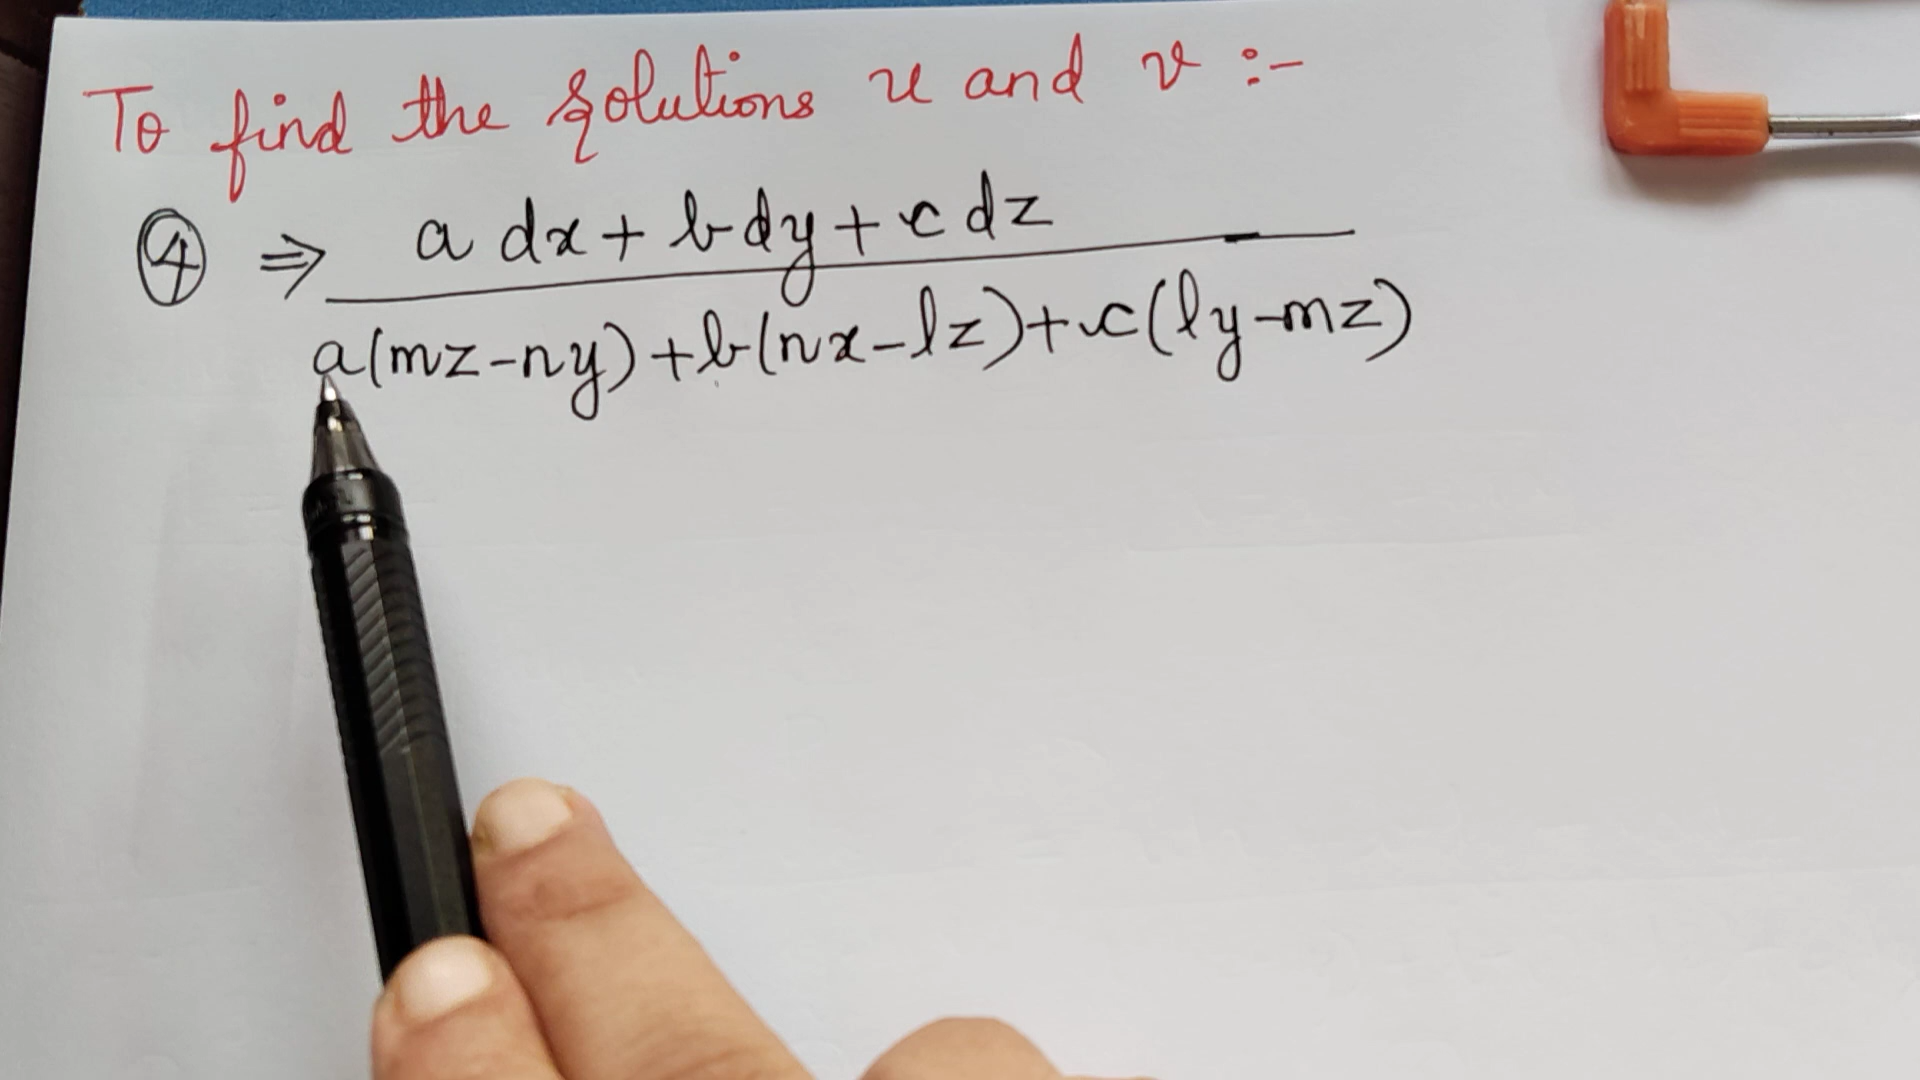 To find the solutions u and v :-
④ ⇒ a dx + b dy + c dz
a(mz-ny)+b(nx-lz)+c(ly-mz)